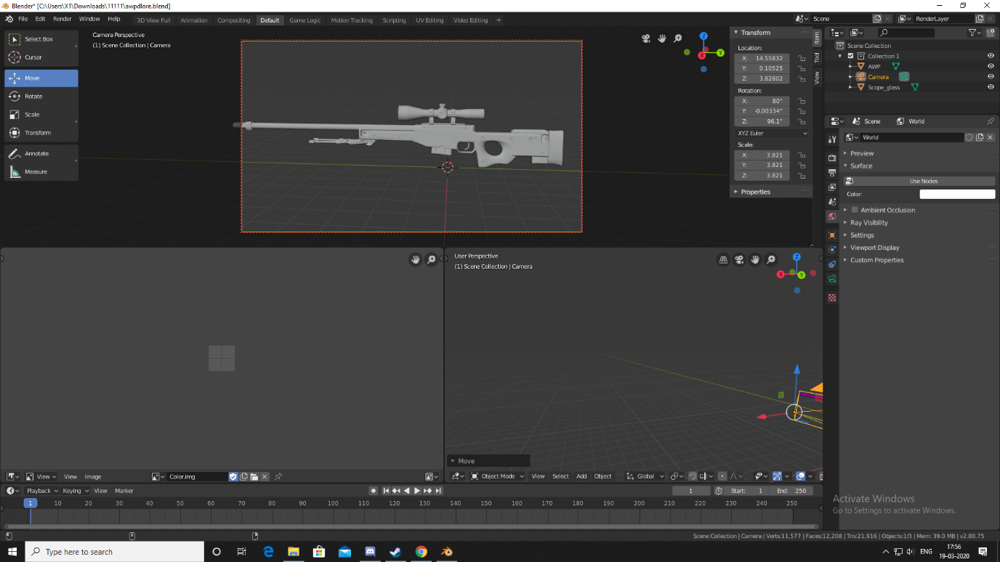 Blender* [C:\Users\X1\Downloads\11111\awpdlore.blend]
File Edit Render Window Help 3D View Full Animation Compositing Default Game Logic Motion Tracking Scripting UV Editing Video Editing + Scene RenderLayer
Select Box
Cursor
Move
Rotate
Scale
Transform
Annotate
Measure
Camera Perspective
(1) Scene Collection | Camera
Z
Y
X
Transform
Location:
X: 14.55832
Y: 0.10525
Z: 3.82802
Rotation:
X: 80°
Y: -0.00334°
Z: 96.1°
XYZ Euler
Scale:
X: 3.821
Y: 3.821
Z: 3.821
Properties
Item
Tool
View
Scene Collection
Collection 1
AWP
Camera
Scope_glass
Scene World
World
Preview
Surface
Use Nodes
Color:
Ambient Occlusion
Ray Visibility
Settings
Viewport Display
Custom Properties
User Perspective
(1) Scene Collection | Camera
Z
X
Y
Move
View View Image Color.img
Object Mode View Select Add Object Global
Playback Keying View Marker 1 Start: 1 End: 250
1 10 20 30 40 50 60 70 80 90 100 110 120 130 140 150 160 170 180 190 200 210 220 230 240 250
Activate Windows
Go to Settings to activate Windows.
Scene Collection | Camera | Verts:11,577 | Faces:12,208 | Tris:21,916 | Objects:1/3 | Mem: 39.0 MB | v2.80.75
Type here to search
ENG
17:56
19-03-2020